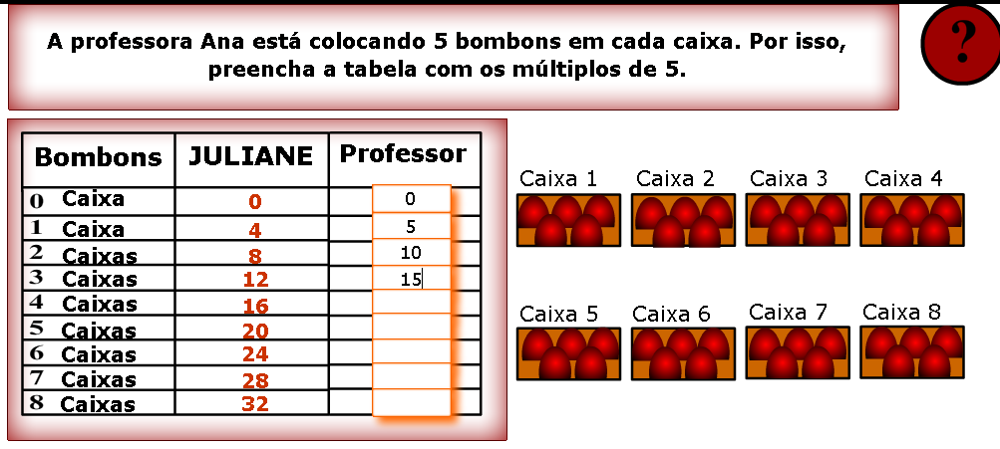 A professora Ana está colocando 5 bombons em cada caixa. Por isso,
preencha a tabela com os múltiplos de 5.
?
Bombons JULIANE Professor
0 Caixa 0 0
1 Caixa 4 5
2 Caixas 8 10
3 Caixas 12 15
4 Caixas 16
5 Caixas 20
6 Caixas 24
7 Caixas 28
8 Caixas 32
Caixa 1 Caixa 2 Caixa 3 Caixa 4
Caixa 5 Caixa 6 Caixa 7 Caixa 8